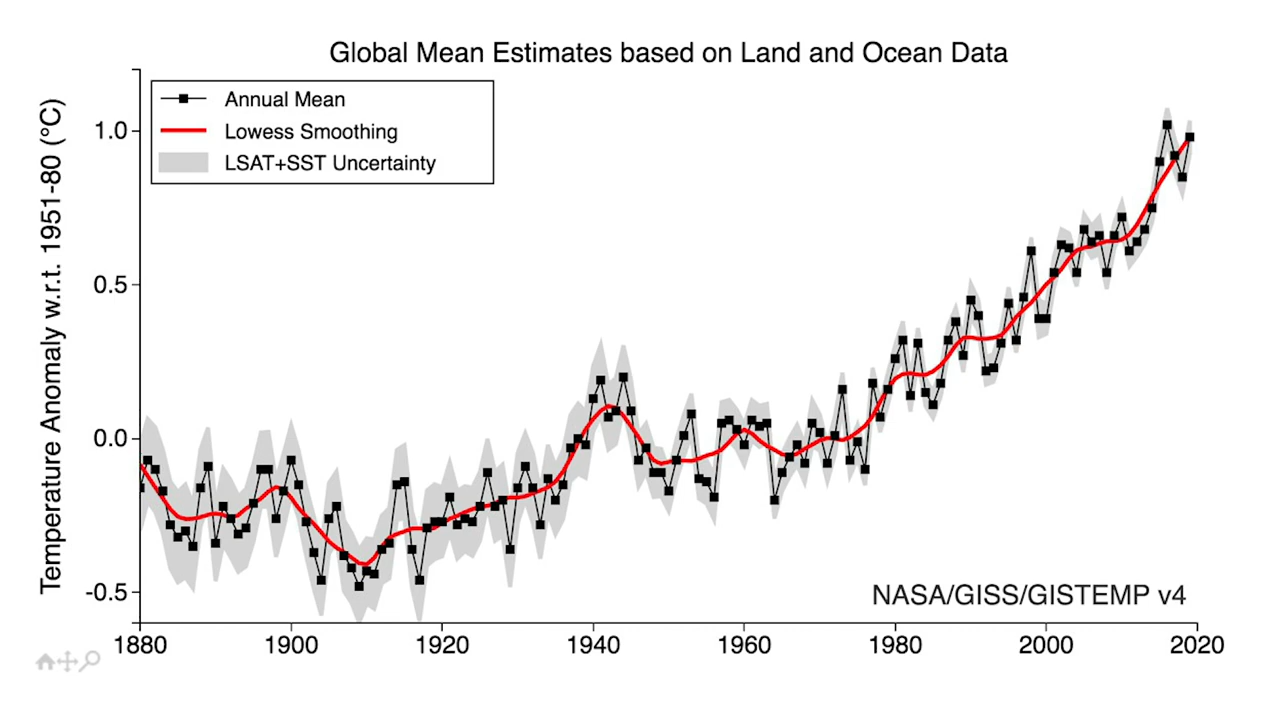 Global Mean Estimates based on Land and Ocean Data
Annual Mean
Lowess Smoothing
LSAT+SST Uncertainty
Temperature Anomaly w.r.t. 1951-80 (°C)
1.0
0.5
0.0
-0.5
NASA/GISS/GISTEMP v4
1880 1900 1920 1940 1960 1980 2000 2020